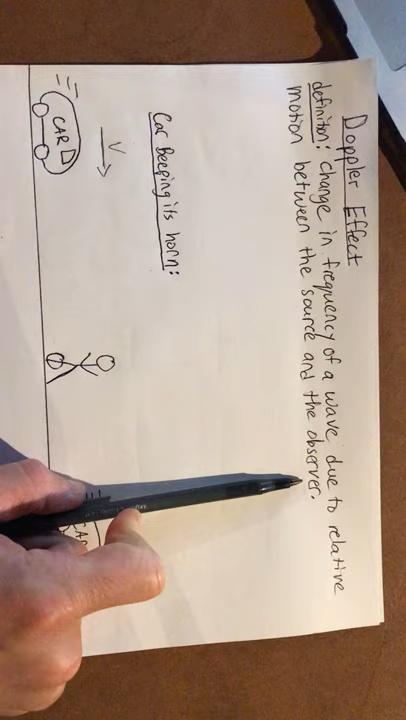 Doppler Effect
definition: change in frequency of a wave due to relative
motion between the source and the observer.
Car Beeping its horn:
V
CAR